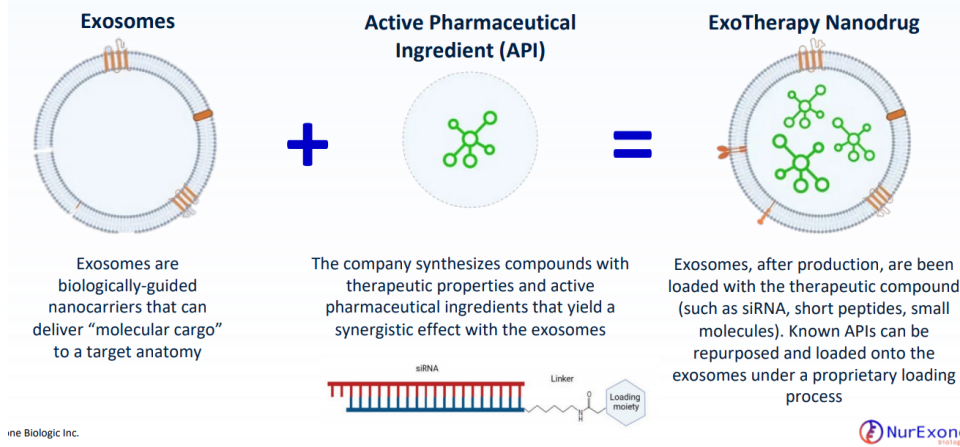 Exosomes
Active Pharmaceutical
Ingredient (API)
ExoTherapy Nanodrug
+
=
Exosomes are
biologically-guided
nanocarriers that can
deliver “molecular cargo”
to a target anatomy
The company synthesizes compounds with
therapeutic properties and active
pharmaceutical ingredients that yield a
synergistic effect with the exosomes
siRNA
Linker
N
H
O
Loading
moiety
Exosomes, after production, are been
loaded with the therapeutic compound
(such as siRNA, short peptides, small
molecules). Known APIs can be
repurposed and loaded onto the
exosomes under a proprietary loading
process
one Biologic Inc.
NurExone
biologic